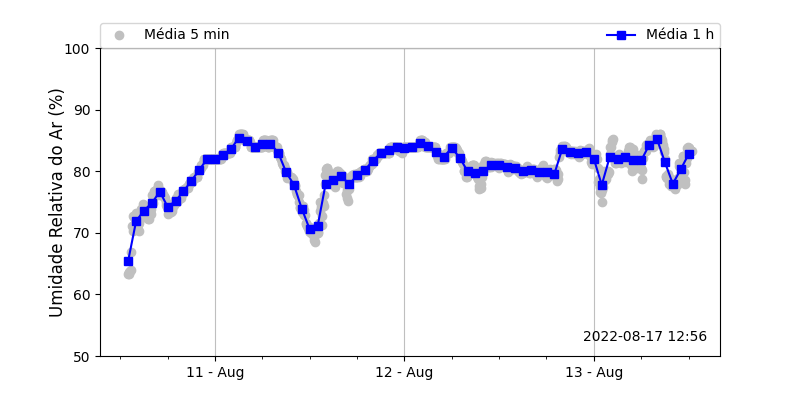 Média 5 min
Média 1 h
Umidade Relativa do Ar (%)
100
90
80
70
60
50
2022-08-17 12:56
11 - Aug
12 - Aug
13 - Aug